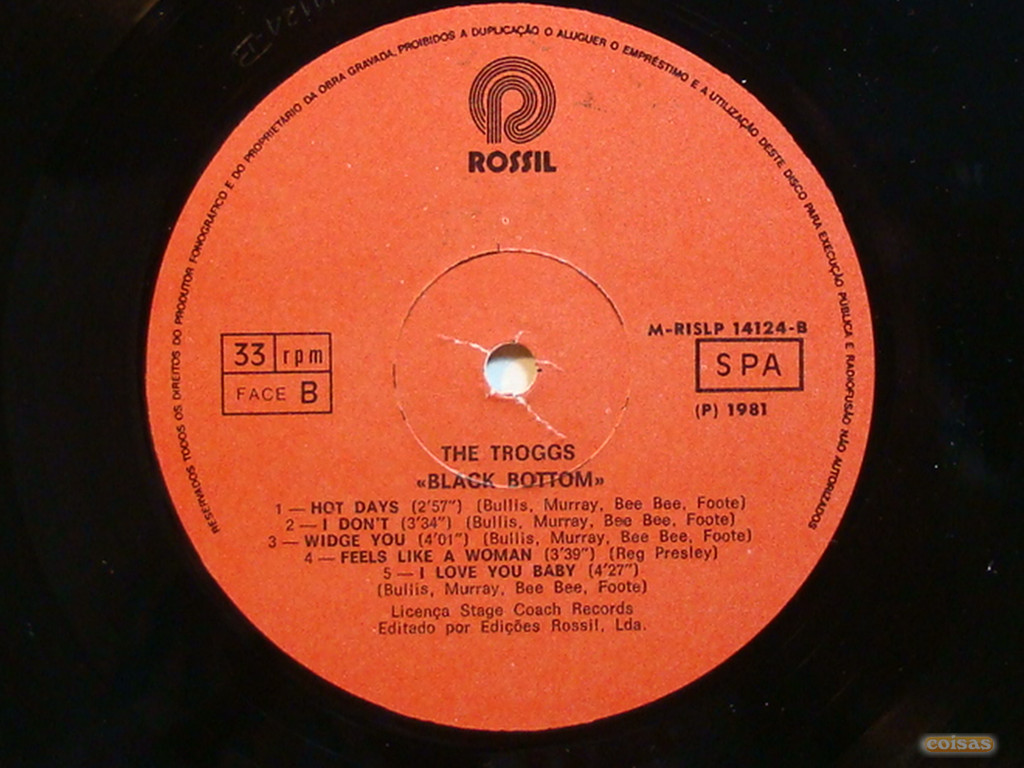 RESERVADOS TODOS OS DIREITOS DO PRODUTOR FONOGRÁFICO E DO PROPRIETÁRIO DA OBRA GRAVADA, PROIBIDOS A DUPLICAÇÃO O ALUGUER O EMPRÉSTIMO E A UTILIZAÇÃO DESTE DISCO PARA EXECUÇÃO PÚBLICA E RADIOFUSÃO NÃO AUTORIZADOS
ROSSIL
33 rpm
FACE B
M-RISLP 14124-B
SPA
(P) 1981
THE TROGGS
«BLACK BOTTOM»
1 — HOT DAYS (2'57") (Bullis, Murray, Bee Bee, Foote)
2 — I DON'T (3'34") (Bullis, Murray, Bee Bee, Foote)
3 — WIDGE YOU (4'01") (Bullis, Murray, Bee Bee, Foote)
4 — FEELS LIKE A WOMAN (3'39") (Reg Presley)
5 — I LOVE YOU BABY (4'27")
(Bullis, Murray, Bee Bee, Foote)
Licença Stage Coach Records
Editado por Edições Rossil, Lda.
coisas